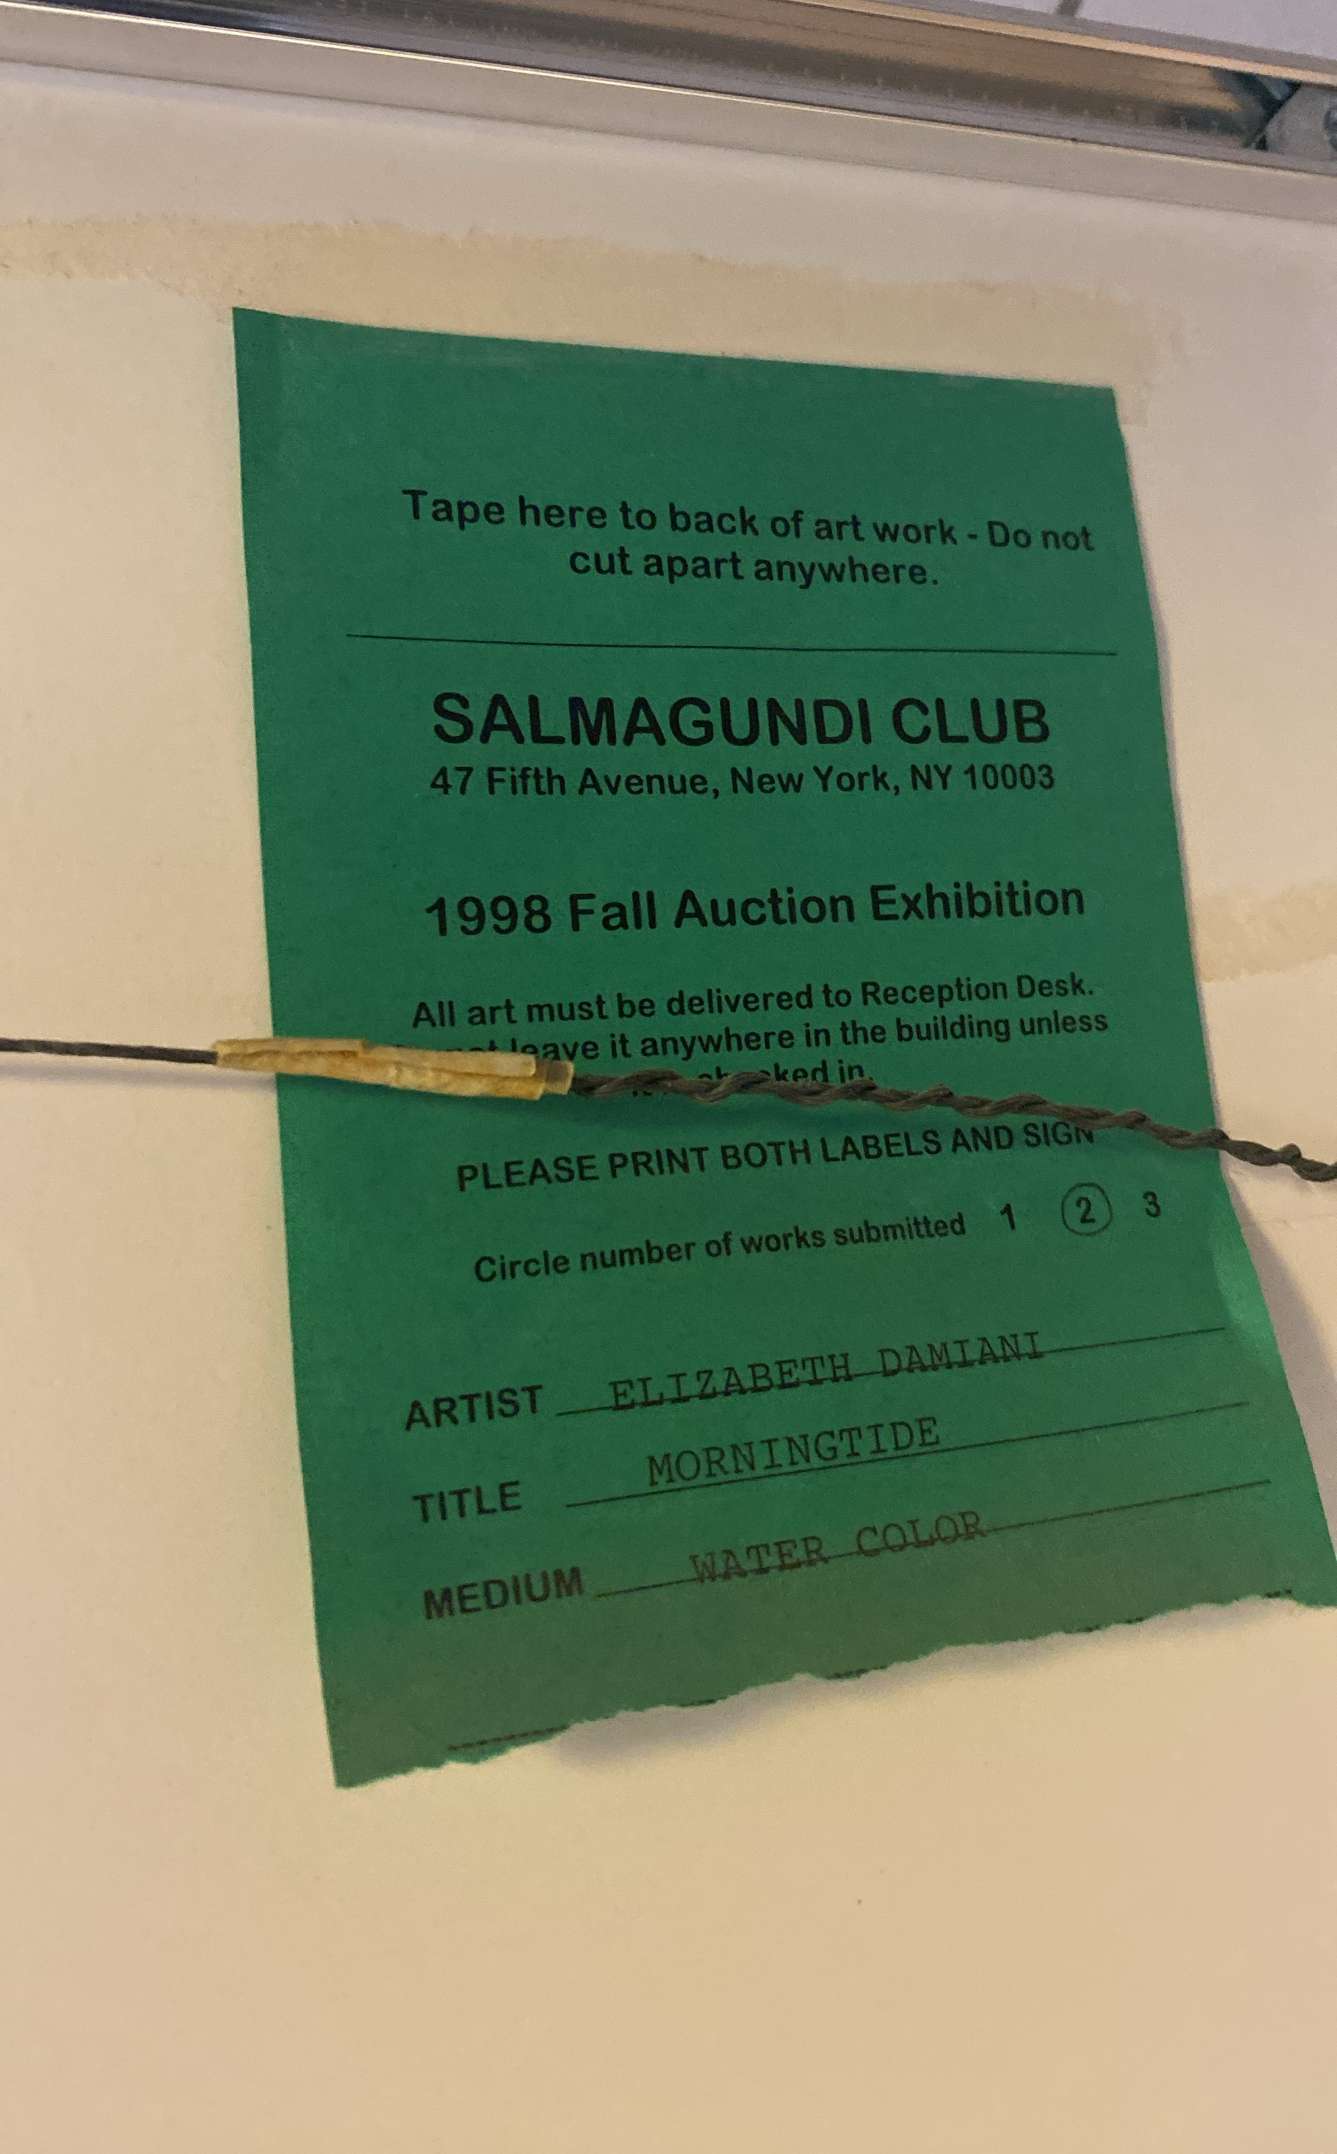 Tape here to back of art work - Do not
cut apart anywhere.
SALMAGUNDI CLUB
47 Fifth Avenue, New York, NY 10003
1998 Fall Auction Exhibition
All art must be delivered to Reception Desk.
leave it anywhere in the building unless
in.
PLEASE PRINT BOTH LABELS AND SIGN
Circle number of works submitted 1 2 3
ARTIST ELIZABETH DAMIANI
TITLE MORNINGTIDE
MEDIUM WATER COLOR